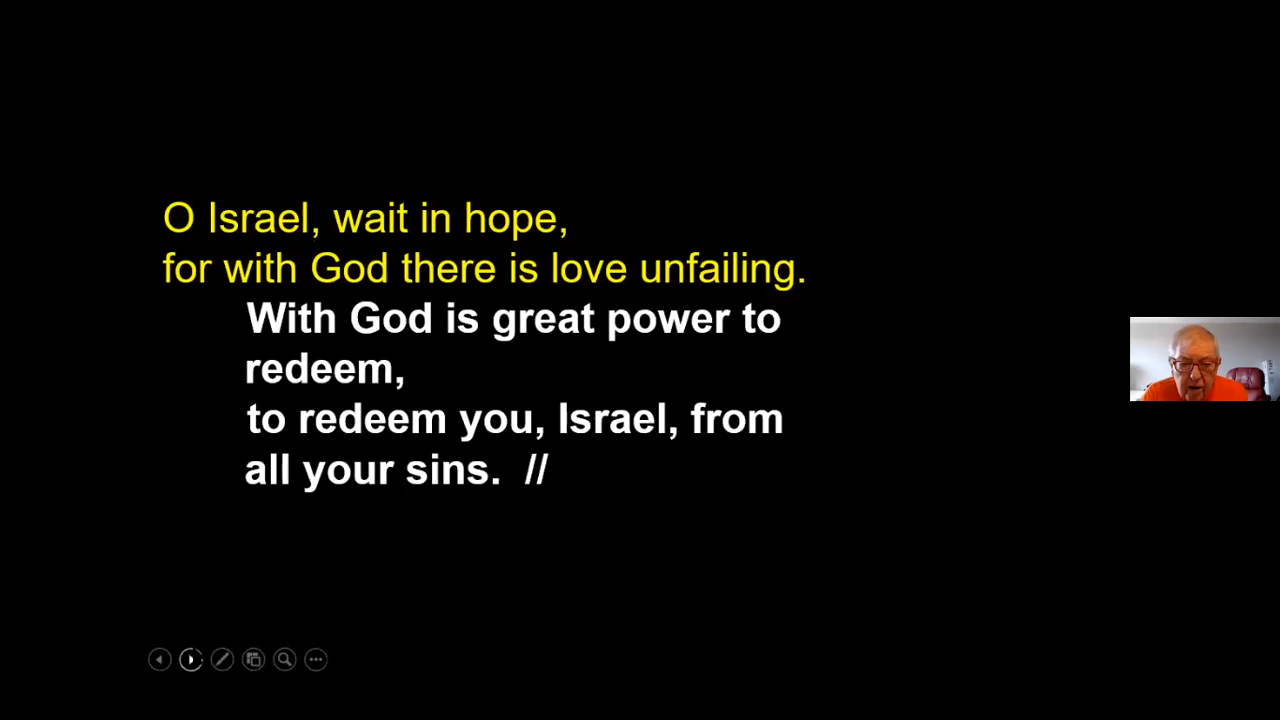 O Israel, wait in hope,
for with God there is love unfailing.
With God is great power to
redeem,
to redeem you, Israel, from
all your sins.  //